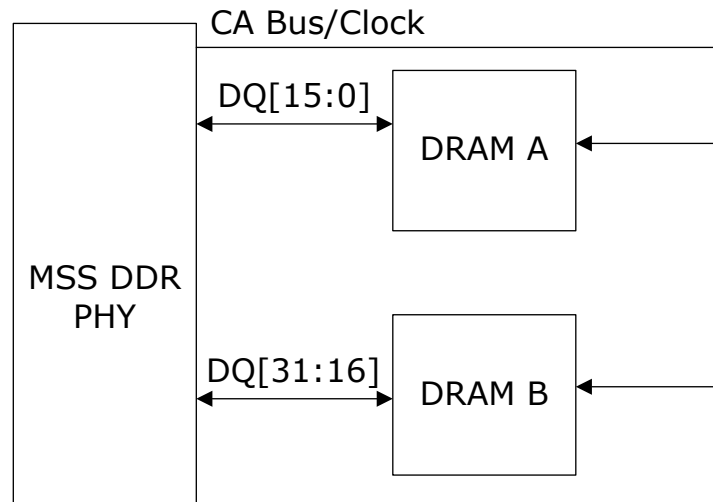 CA Bus/Clock
DQ[15:0]
DRAM A
MSS DDR
PHY
DQ[31:16]
DRAM B